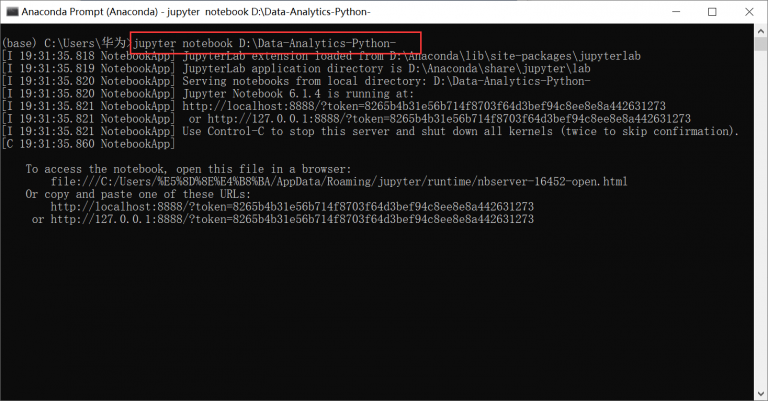 Anaconda Prompt (Anaconda) - jupyter notebook D:\Data-Analytics-Python-
(base) C:\Users\华为>jupyter notebook D:\Data-Analytics-Python-
[I 19:31:35.818 NotebookApp] JupyterLab extension loaded from D:\Anaconda\lib\site-packages\jupyterlab
[I 19:31:35.819 NotebookApp] JupyterLab application directory is D:\Anaconda\share\jupyter\lab
[I 19:31:35.820 NotebookApp] Serving notebooks from local directory: D:\Data-Analytics-Python-
[I 19:31:35.820 NotebookApp] Jupyter Notebook 6.1.4 is running at:
[I 19:31:35.821 NotebookApp] http://localhost:8888/?token=8265b4b31e56b714f8703f64d3bef94c8ee8e8a442631273
[I 19:31:35.821 NotebookApp]  or http://127.0.0.1:8888/?token=8265b4b31e56b714f8703f64d3bef94c8ee8e8a442631273
[I 19:31:35.821 NotebookApp] Use Control-C to stop this server and shut down all kernels (twice to skip confirmation).
[C 19:31:35.860 NotebookApp]
To access the notebook, open this file in a browser:
file:///C:/Users/%E5%8D%8E%E4%B8%BA/AppData/Roaming/jupyter/runtime/nbserver-16452-open.html
Or copy and paste one of these URLs:
http://localhost:8888/?token=8265b4b31e56b714f8703f64d3bef94c8ee8e8a442631273
or http://127.0.0.1:8888/?token=8265b4b31e56b714f8703f64d3bef94c8ee8e8a442631273